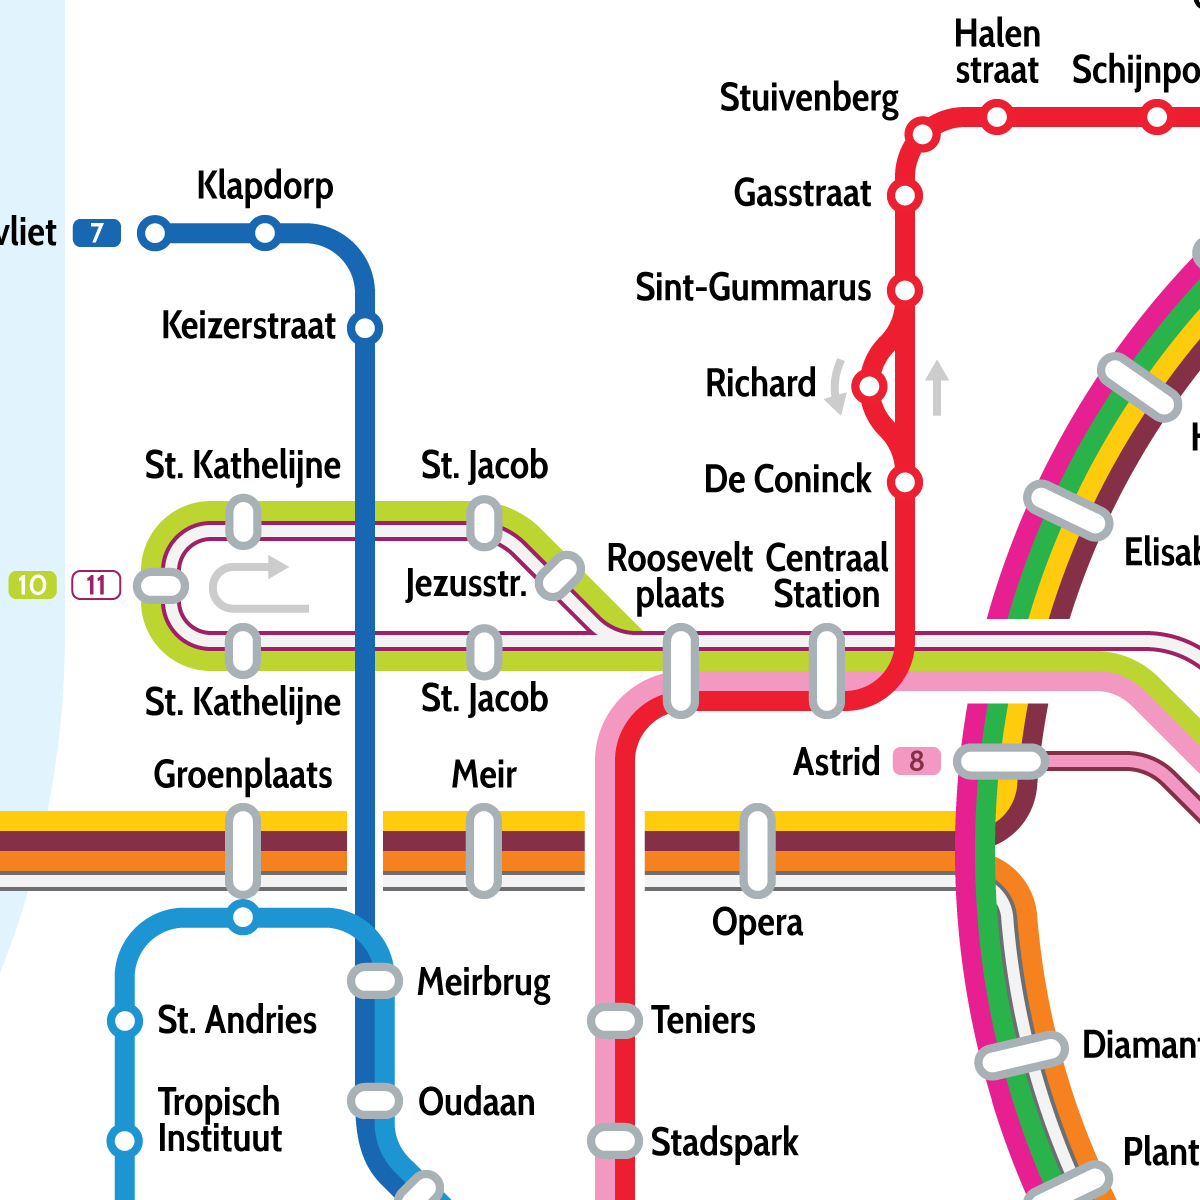 Halen
straat
Schijnpo
Stuivenberg
Klapdorp
Gasstraat
vliet 7
Sint-Gummarus
Keizerstraat
Richard
St. Kathelijne
St. Jacob
De Coninck
Elisab
Roosevelt
plaats
Centraal
Station
10 11
Jezusstr.
St. Kathelijne
St. Jacob
Astrid 8
Groenplaats
Meir
Opera
Meirbrug
St. Andries
Teniers
Diamant
Tropisch
Instituut
Oudaan
Stadspark
Plant